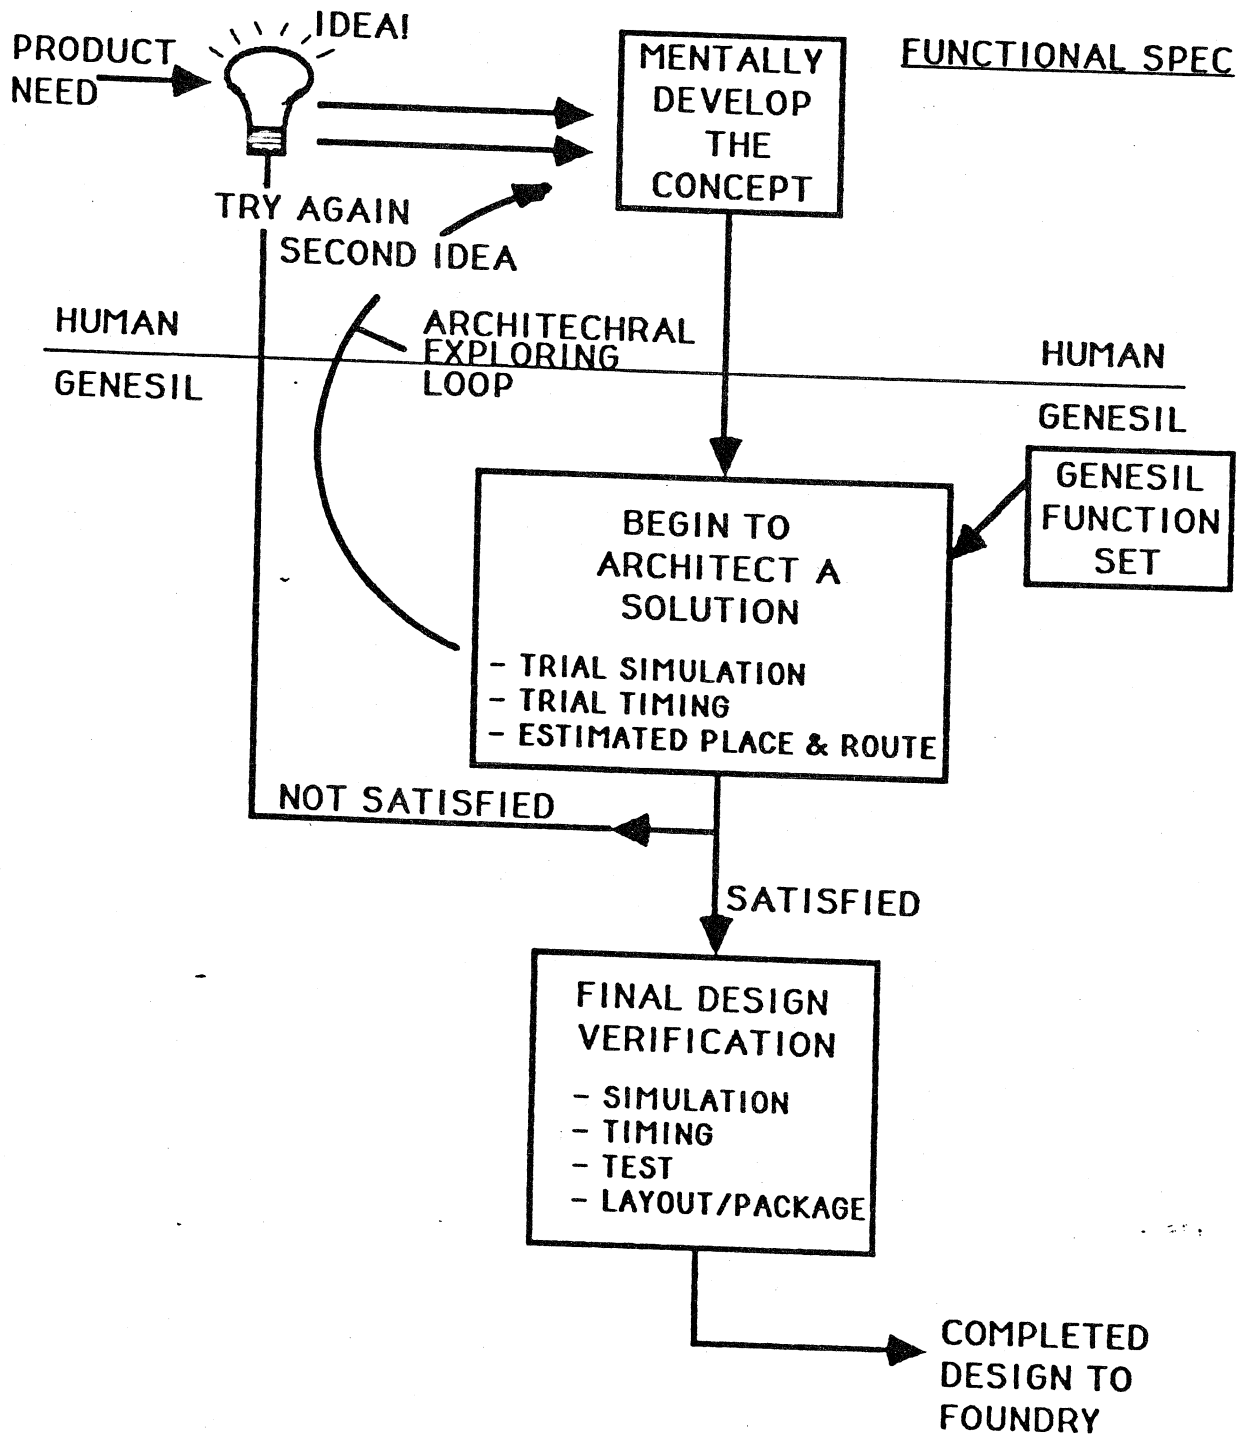 IDEA!
PRODUCT
NEED
MENTALLY
DEVELOP
THE
CONCEPT
FUNCTIONAL SPEC
TRY AGAIN
SECOND IDEA
HUMAN
GENESIL
ARCHITECHRAL
EXPLORING
LOOP
HUMAN
GENESIL
GENESIL
FUNCTION
SET
BEGIN TO
ARCHITECT A
SOLUTION
- TRIAL SIMULATION
- TRIAL TIMING
- ESTIMATED PLACE & ROUTE
NOT SATISFIED
SATISFIED
FINAL DESIGN
VERIFICATION
- SIMULATION
- TIMING
- TEST
- LAYOUT/PACKAGE
COMPLETED
DESIGN TO
FOUNDRY